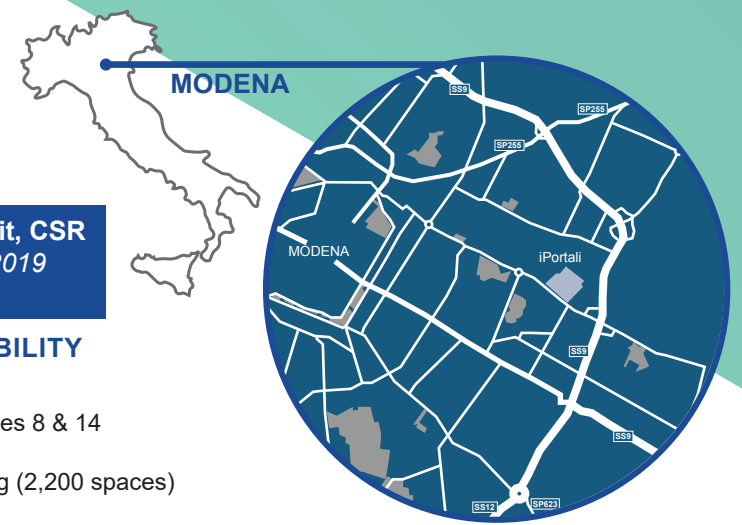 MODENA
SS9
SP255
SP255
it, CSR
2019
MODENA
iPortali
BILITY
SS9
es 8 & 14
SS9
g (2,200 spaces)
SS12
SP623